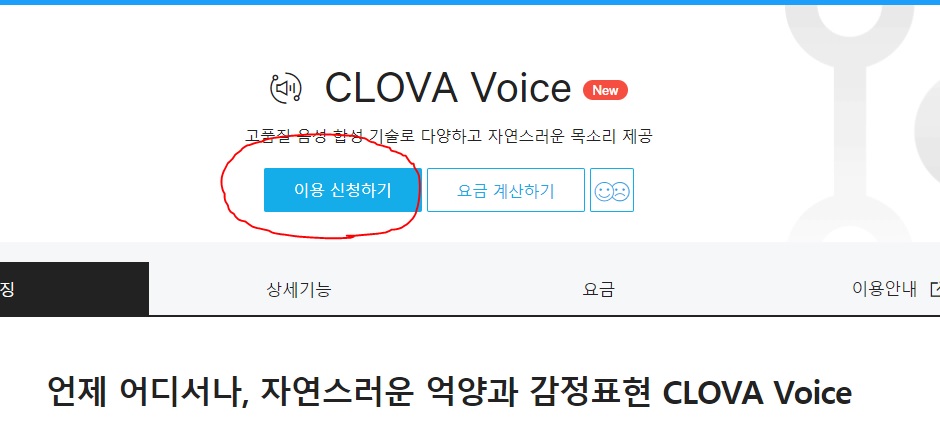 CLOVA Voice New
고품질 음성 합성 기술로 다양하고 자연스러운 목소리 제공
이용 신청하기 요금 계산하기
징 상세기능 요금 이용안내
언제 어디서나, 자연스러운 억양과 감정표현 CLOVA Voice